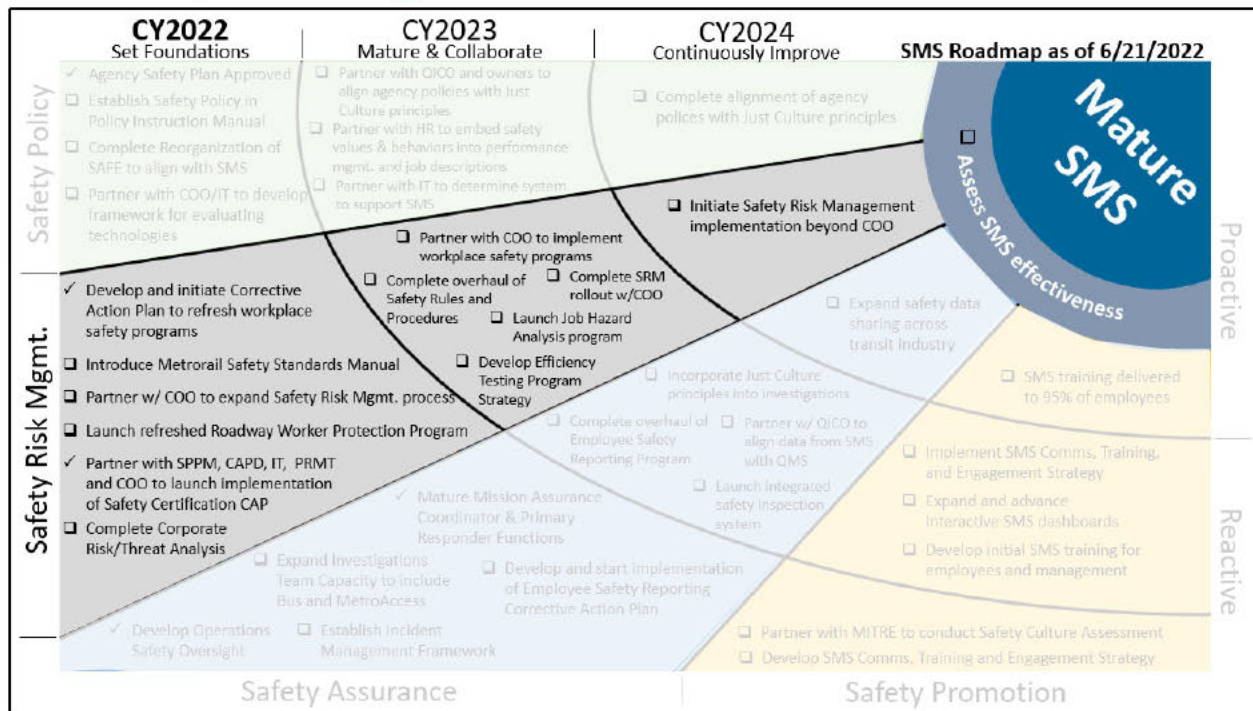 CY2022
Set Foundations
CY2023
Mature & Collaborate
CY2024
Continuously Improve
SMS Roadmap as of 6/21/2022
Safety Policy
✓ Agency Safety Plan Approved
❑ Establish Safety Policy in
Policy Instruction Manual
❑ Complete Reorganization of
SAFE to align with SMS
❑ Partner with COO/IT to develop
framework for evaluating
technologies
❑ Partner with QICO and owners to
align agency policies with Just
Culture principles
❑ Partner with HR to embed safety
values & behaviors into performance
mgmt. and job descriptions
❑ Partner with IT to determine system
to support SMS
❑ Complete alignment of agency
polices with Just Culture principles
Safety Risk Mgmt.
✓ Develop and initiate Corrective
Action Plan to refresh workplace
safety programs
❑ Introduce Metrorail Safety Standards Manual
❑ Partner w/ COO to expand Safety Risk Mgmt. process
❑ Launch refreshed Roadway Worker Protection Program
✓ Partner with SPPM, CAPD, IT, PRMT
and COO to launch implementation
of Safety Certification CAP
❑ Complete Corporate
Risk/Threat Analysis
❑ Partner with COO to implement
workplace safety programs
❑ Complete overhaul of
Safety Rules and
Procedures
❑ Complete SRM
rollout w/COO
❑ Launch Job Hazard
Analysis program
❑ Develop Efficiency
Testing Program
Strategy
❑ Initiate Safety Risk Management
implementation beyond COO
❑ Assess SMS effectiveness
Mature
SMS
Proactive
Reactive
❑ Expand safety data
sharing across
transit industry
❑ Incorporate Just Culture
principles into investigations
❑ Complete overhaul of
Employee Safety
Reporting Program
❑ Partner w/ QICO to
align data from SMS
with QMS
❑ Launch integrated
safety inspection
system
✓ Mature Mission Assurance
Coordinator & Primary
Responder Functions
❑ Expand Investigations
Team Capacity to include
Bus and MetroAccess
❑ Develop and start implementation
of Employee Safety Reporting
Corrective Action Plan
✓ Develop Operations
Safety Oversight
❑ Establish Incident
Management Framework
❑ SMS training delivered
to 95% of employees
❑ Implement SMS Comms, Training,
and Engagement Strategy
❑ Expand and advance
interactive SMS dashboards
❑ Develop initial SMS training for
employees and management
❑ Partner with MITRE to conduct Safety Culture Assessment
❑ Develop SMS Comms, Training and Engagement Strategy
Safety Assurance
Safety Promotion